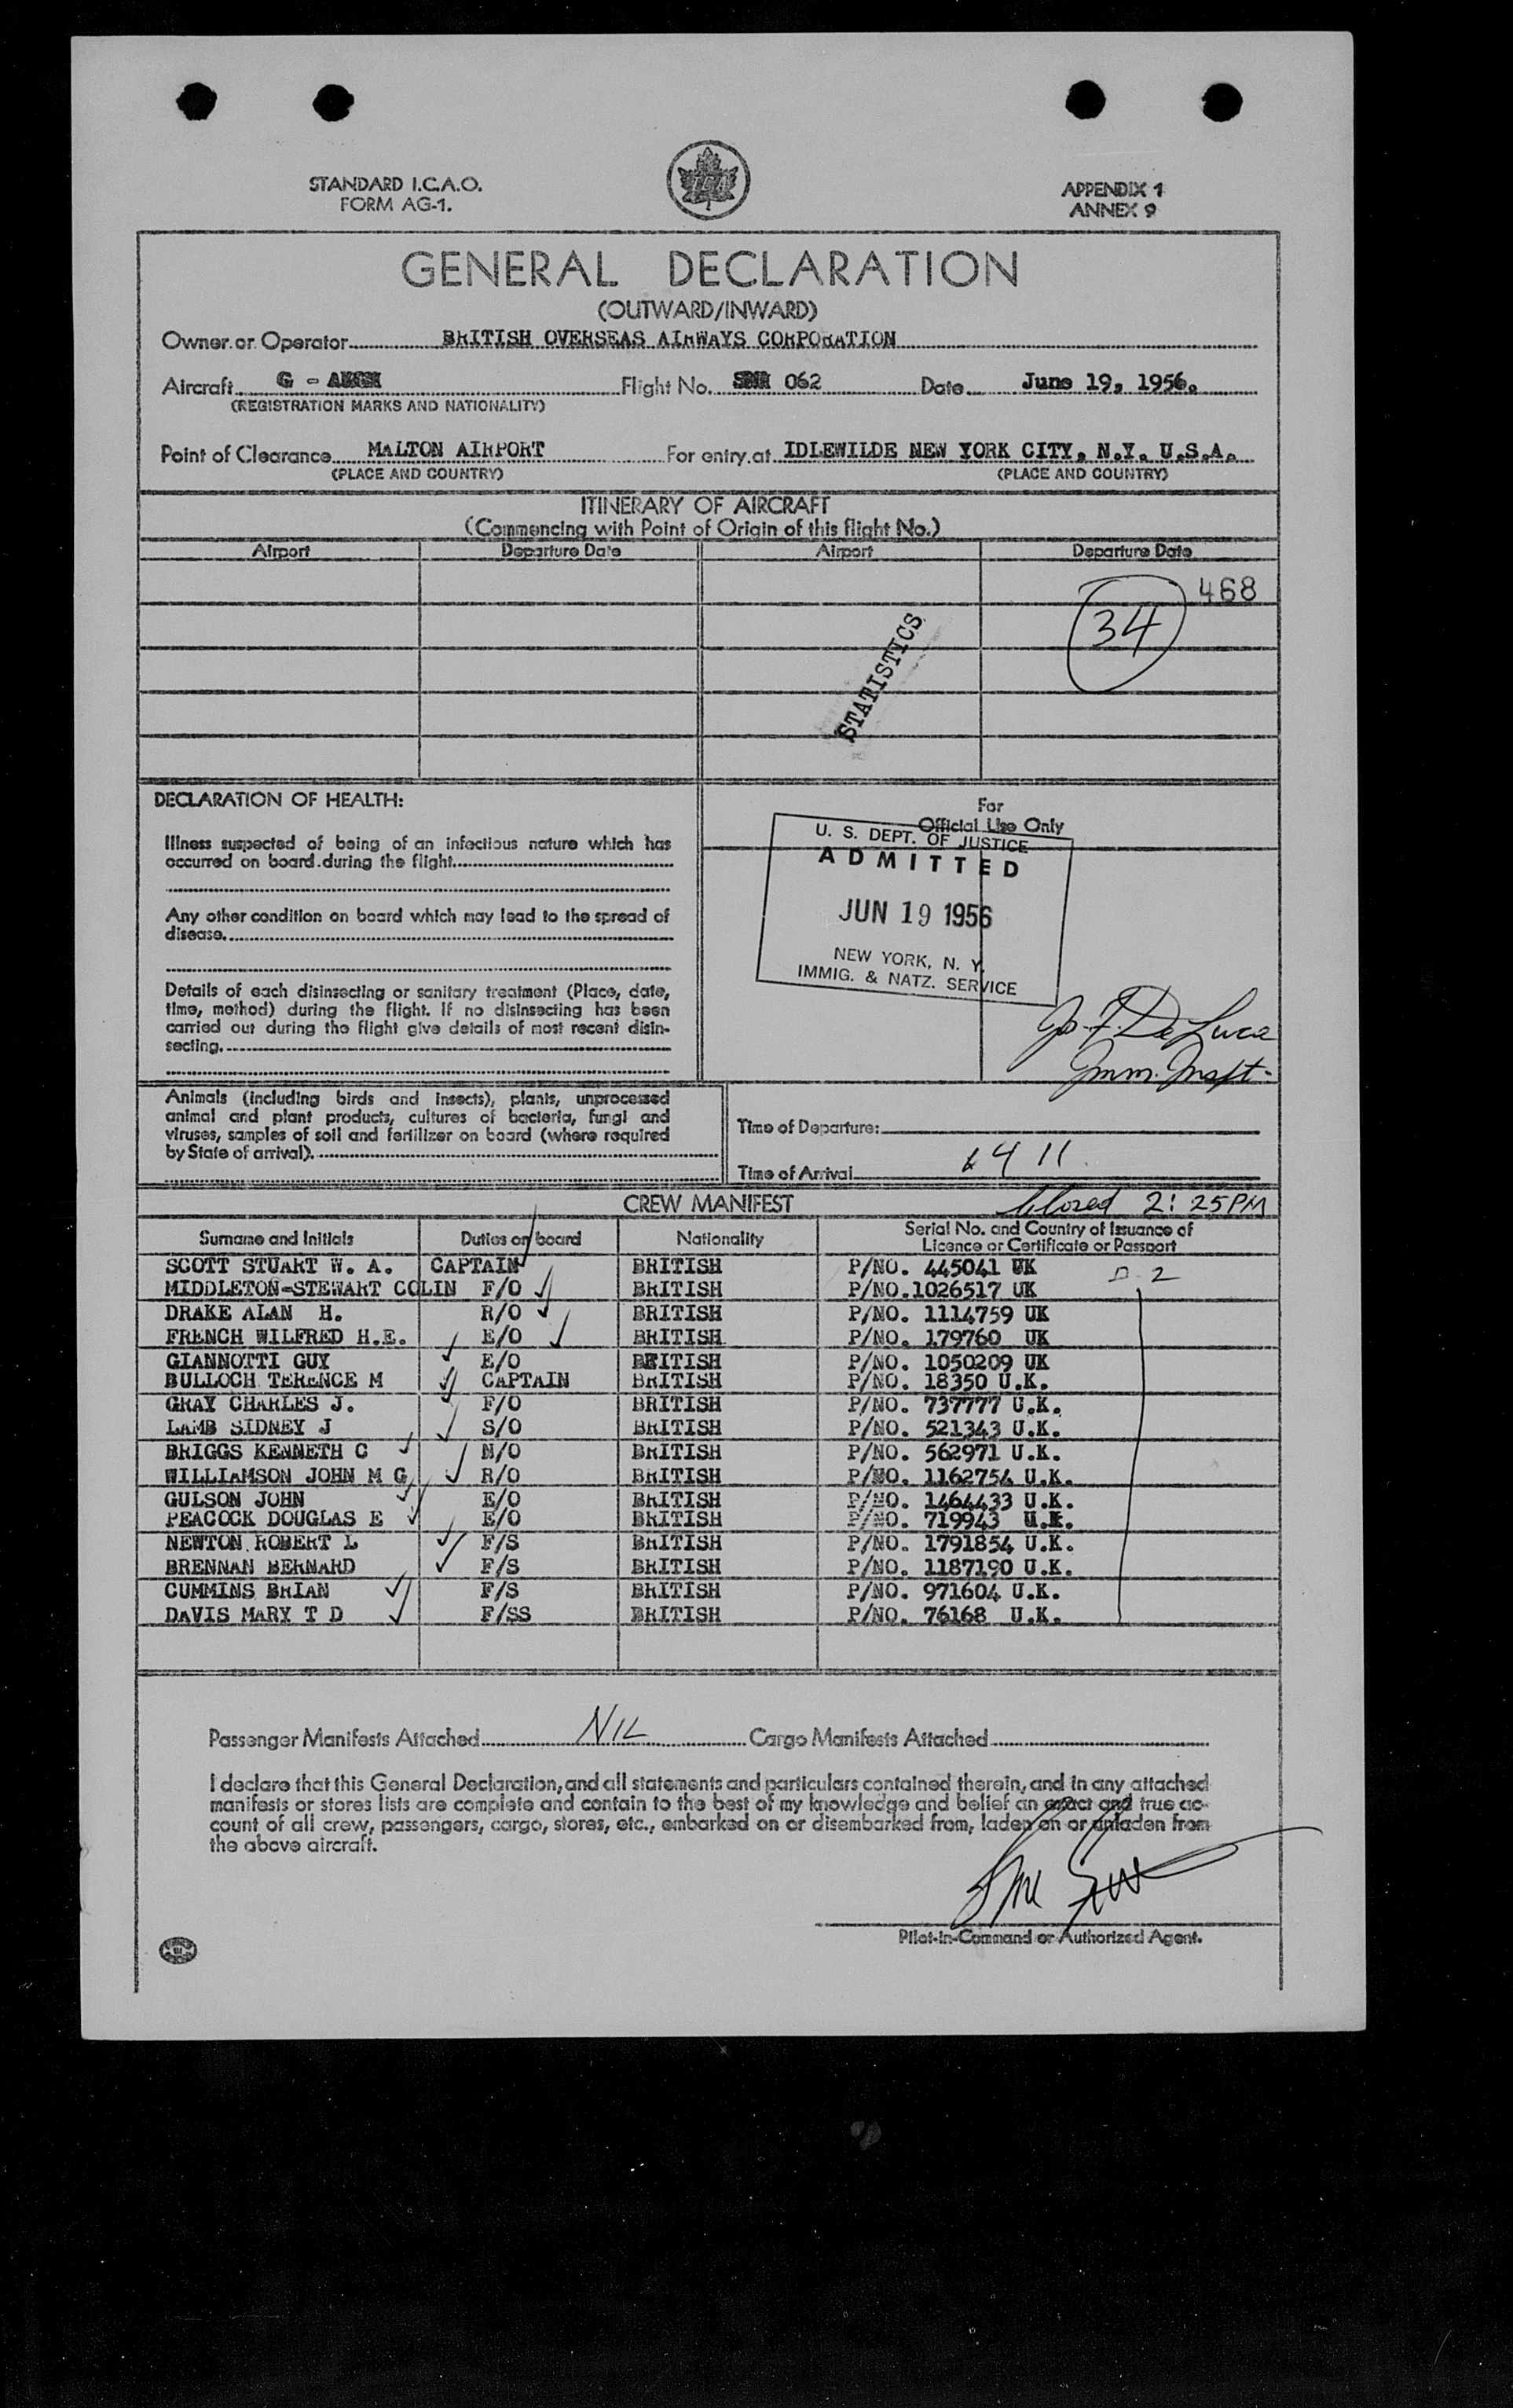 STANDARD I.C.A.O.
FORM AG-1.
TCA
APPENDIX 1
ANNEX 9
GENERAL DECLARATION
(OUTWARD/INWARD)
Owner or Operator BRITISH OVERSEAS AIRWAYS CORPORATION
Aircraft G - Flight No. 062 Date June 19, 1956.
(REGISTRATION MARKS AND NATIONALITY)
Point of Clearance MALTON AIRPORT For entry at IDLEWILDE NEW YORK CITY, N.Y. U.S.A.
(PLACE AND COUNTRY) (PLACE AND COUNTRY)
ITINERARY OF AIRCRAFT
(Commencing with Point of Origin of this flight No.)
Airport Departure Date Airport Departure Date
468
34
STATISTICS
DECLARATION OF HEALTH:
Illness suspected of being of an infectious nature which has
occurred on board during the flight
Any other condition on board which may lead to the spread of
disease.
Details of each disinsecting or sanitary treatment (Place, date,
time, method) during the flight. If no disinsecting has been
carried out during the flight give details of most recent disin-
secting.
For
Official Use Only
U. S. DEPT. OF JUSTICE
ADMITTED
JUN 19 1956
NEW YORK, N. Y.
IMMIG. & NATZ. SERVICE
De Luca
Imm. Inspt.
Animals (including birds and insects), plants, unprocessed
animal and plant products, cultures of bacteria, fungi and
viruses, samples of soil and fertilizer on board (where required
by State of arrival).
Time of Departure:
Time of Arrival 411
CREW MANIFEST
Closed 2:25PM
Surname and Initials Duties on board Nationality Serial No. and Country of Issuance of
Licence or Certificate or Passport
SCOTT STUART W. A. CAPTAIN BRITISH P/NO. 445041 UK
D 2
MIDDLETON-STEWART COLIN F/O BRITISH P/NO.1026517 UK
DRAKE ALAN H. R/O BRITISH P/NO. 1114759 UK
FRENCH WILFRED H.E. E/O BRITISH P/NO. 179760 UK
GIANNOTTI GUY E/O BRITISH P/NO. 1050209 UK
BULLOCH TERENCE M CAPTAIN BRITISH P/NO. 18350 U.K.
GRAY CHARLES J. F/O BRITISH P/NO. 737777 U.K.
LAMB SIDNEY J S/O BRITISH P/NO. 521343 U.K.
BRIGGS KENNETH C N/O BRITISH P/NO. 562971 U.K.
WILLIAMSON JOHN M G R/O BRITISH P/NO. 1162754 U.K.
GULSON JOHN E/O BRITISH P/NO. 1464433 U.K.
PEACOCK DOUGLAS E E/O BRITISH P/NO. 719943 U.K.
NEWTON ROBERT L F/S BRITISH P/NO. 1791854 U.K.
BRENNAN BERNARD F/S BRITISH P/NO. 1187190 U.K.
CUMMINS BRIAN F/S BRITISH P/NO. 971604 U.K.
DAVIS MARY T D F/SS BRITISH P/NO. 76168 U.K.
Passenger Manifests Attached NIL Cargo Manifests Attached
I declare that this General Declaration, and all statements and particulars contained therein, and in any attached
manifests or stores lists are complete and contain to the best of my knowledge and belief an exact and true ac-
count of all crew, passengers, cargo, stores, etc., embarked on or disembarked from, laden on or unladen from
the above aircraft.
Pilot-in-Command or Authorized Agent.